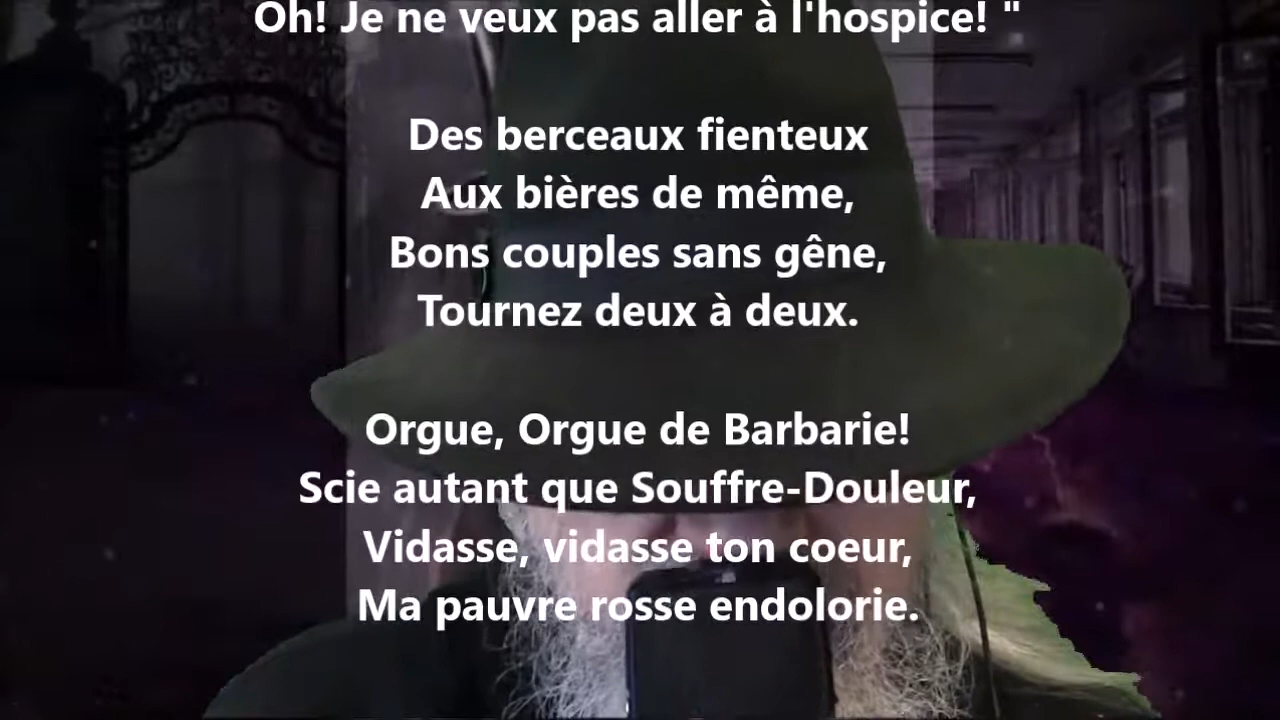 Oh! Je ne veux pas aller à l'hospice! "
Des berceaux fienteux
Aux bières de même,
Bons couples sans gêne,
Tournez deux à deux.
Orgue, Orgue de Barbarie!
Scie autant que Souffre-Douleur,
Vidasse, vidasse ton coeur,
Ma pauvre rosse endolorie.